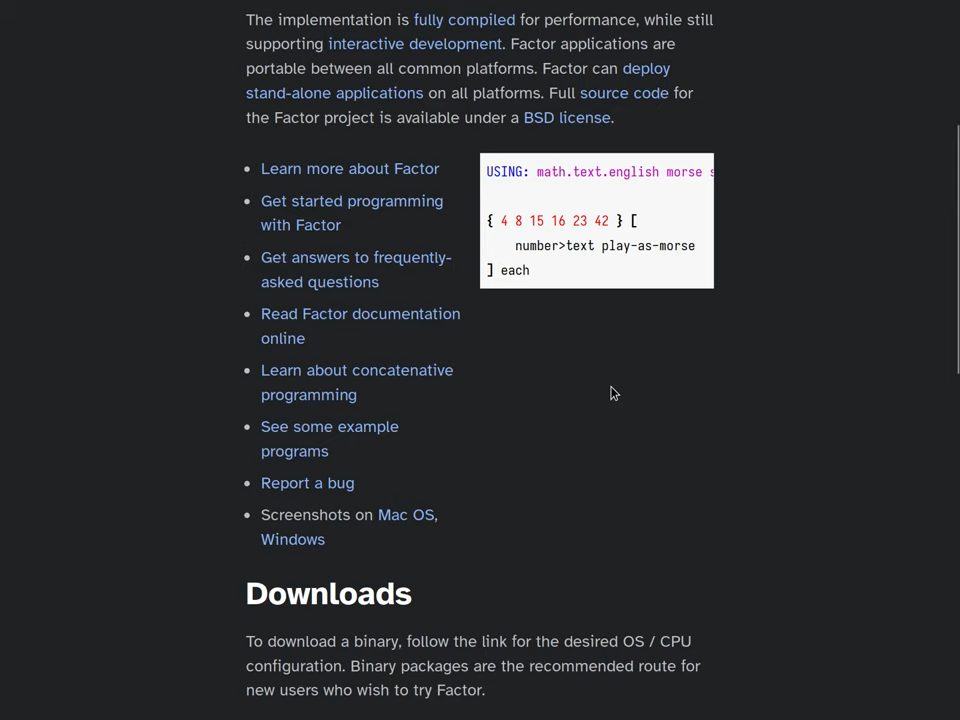 The implementation is fully compiled for performance, while still
supporting interactive development. Factor applications are
portable between all common platforms. Factor can deploy
stand-alone applications on all platforms. Full source code for
the Factor project is available under a BSD license.
Learn more about Factor
Get started programming
with Factor
Get answers to frequently-
asked questions
Read Factor documentation
online
Learn about concatenative
programming
See some example
programs
Report a bug
Screenshots on Mac OS,
Windows
USING: math.text.english morse s
{ 4 8 15 16 23 42 } [
number>text play-as-morse
] each
Downloads
To download a binary, follow the link for the desired OS / CPU
configuration. Binary packages are the recommended route for
new users who wish to try Factor.